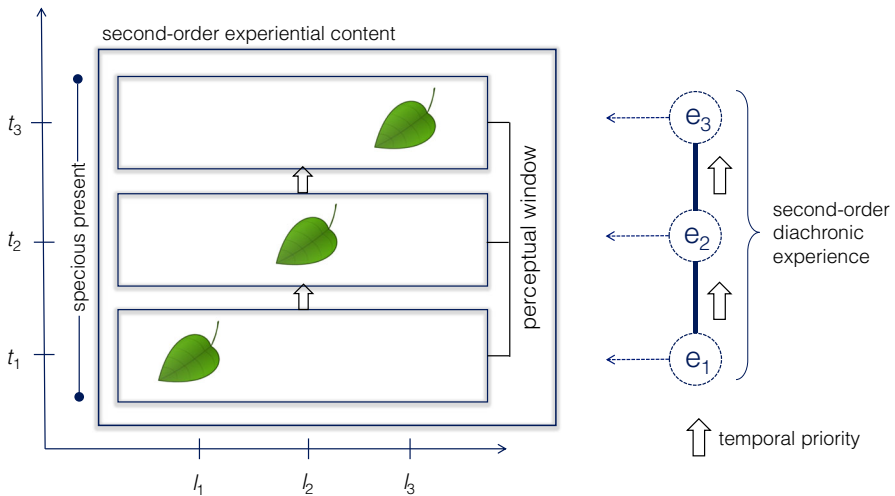 second-order experiential content
t₃
t₂
t₁
specious present
perceptual window
l₁
l₂
l₃
e₃
e₂
e₁
second-order
diachronic
experience
temporal priority